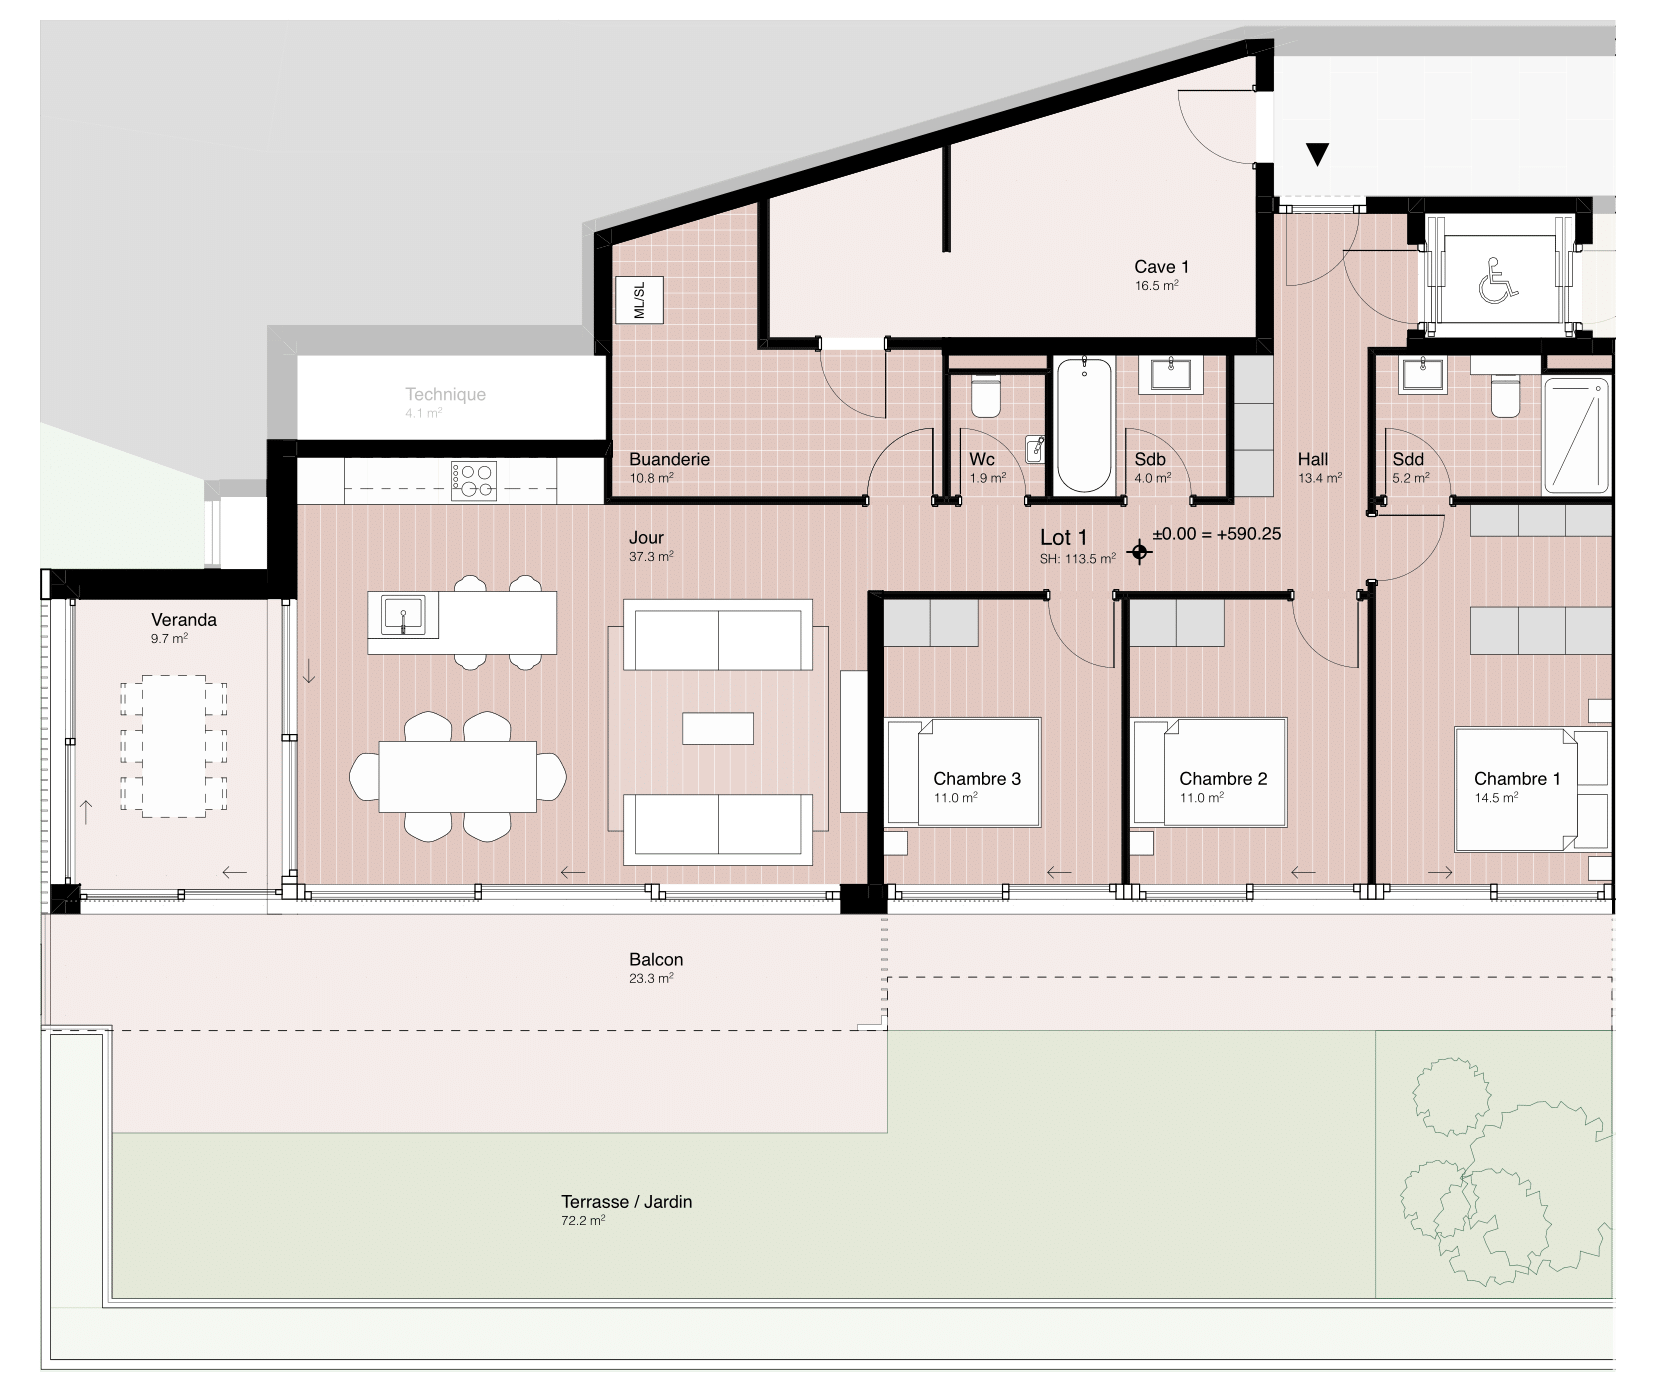 Cave 1
16.5 m²
ML/SL
Technique
4.1 m²
Buanderie
10.8 m²
Wc
1.9 m²
Sdb
4.0 m²
Hall
13.4 m²
Sdd
5.2 m²
Jour
37.3 m²
Lot 1
SH: 113.5 m²
±0.00 = +590.25
Veranda
9.7 m²
Chambre 3
11.0 m²
Chambre 2
11.0 m²
Chambre 1
14.5 m²
Balcon
23.3 m²
Terrasse / Jardin
72.2 m²